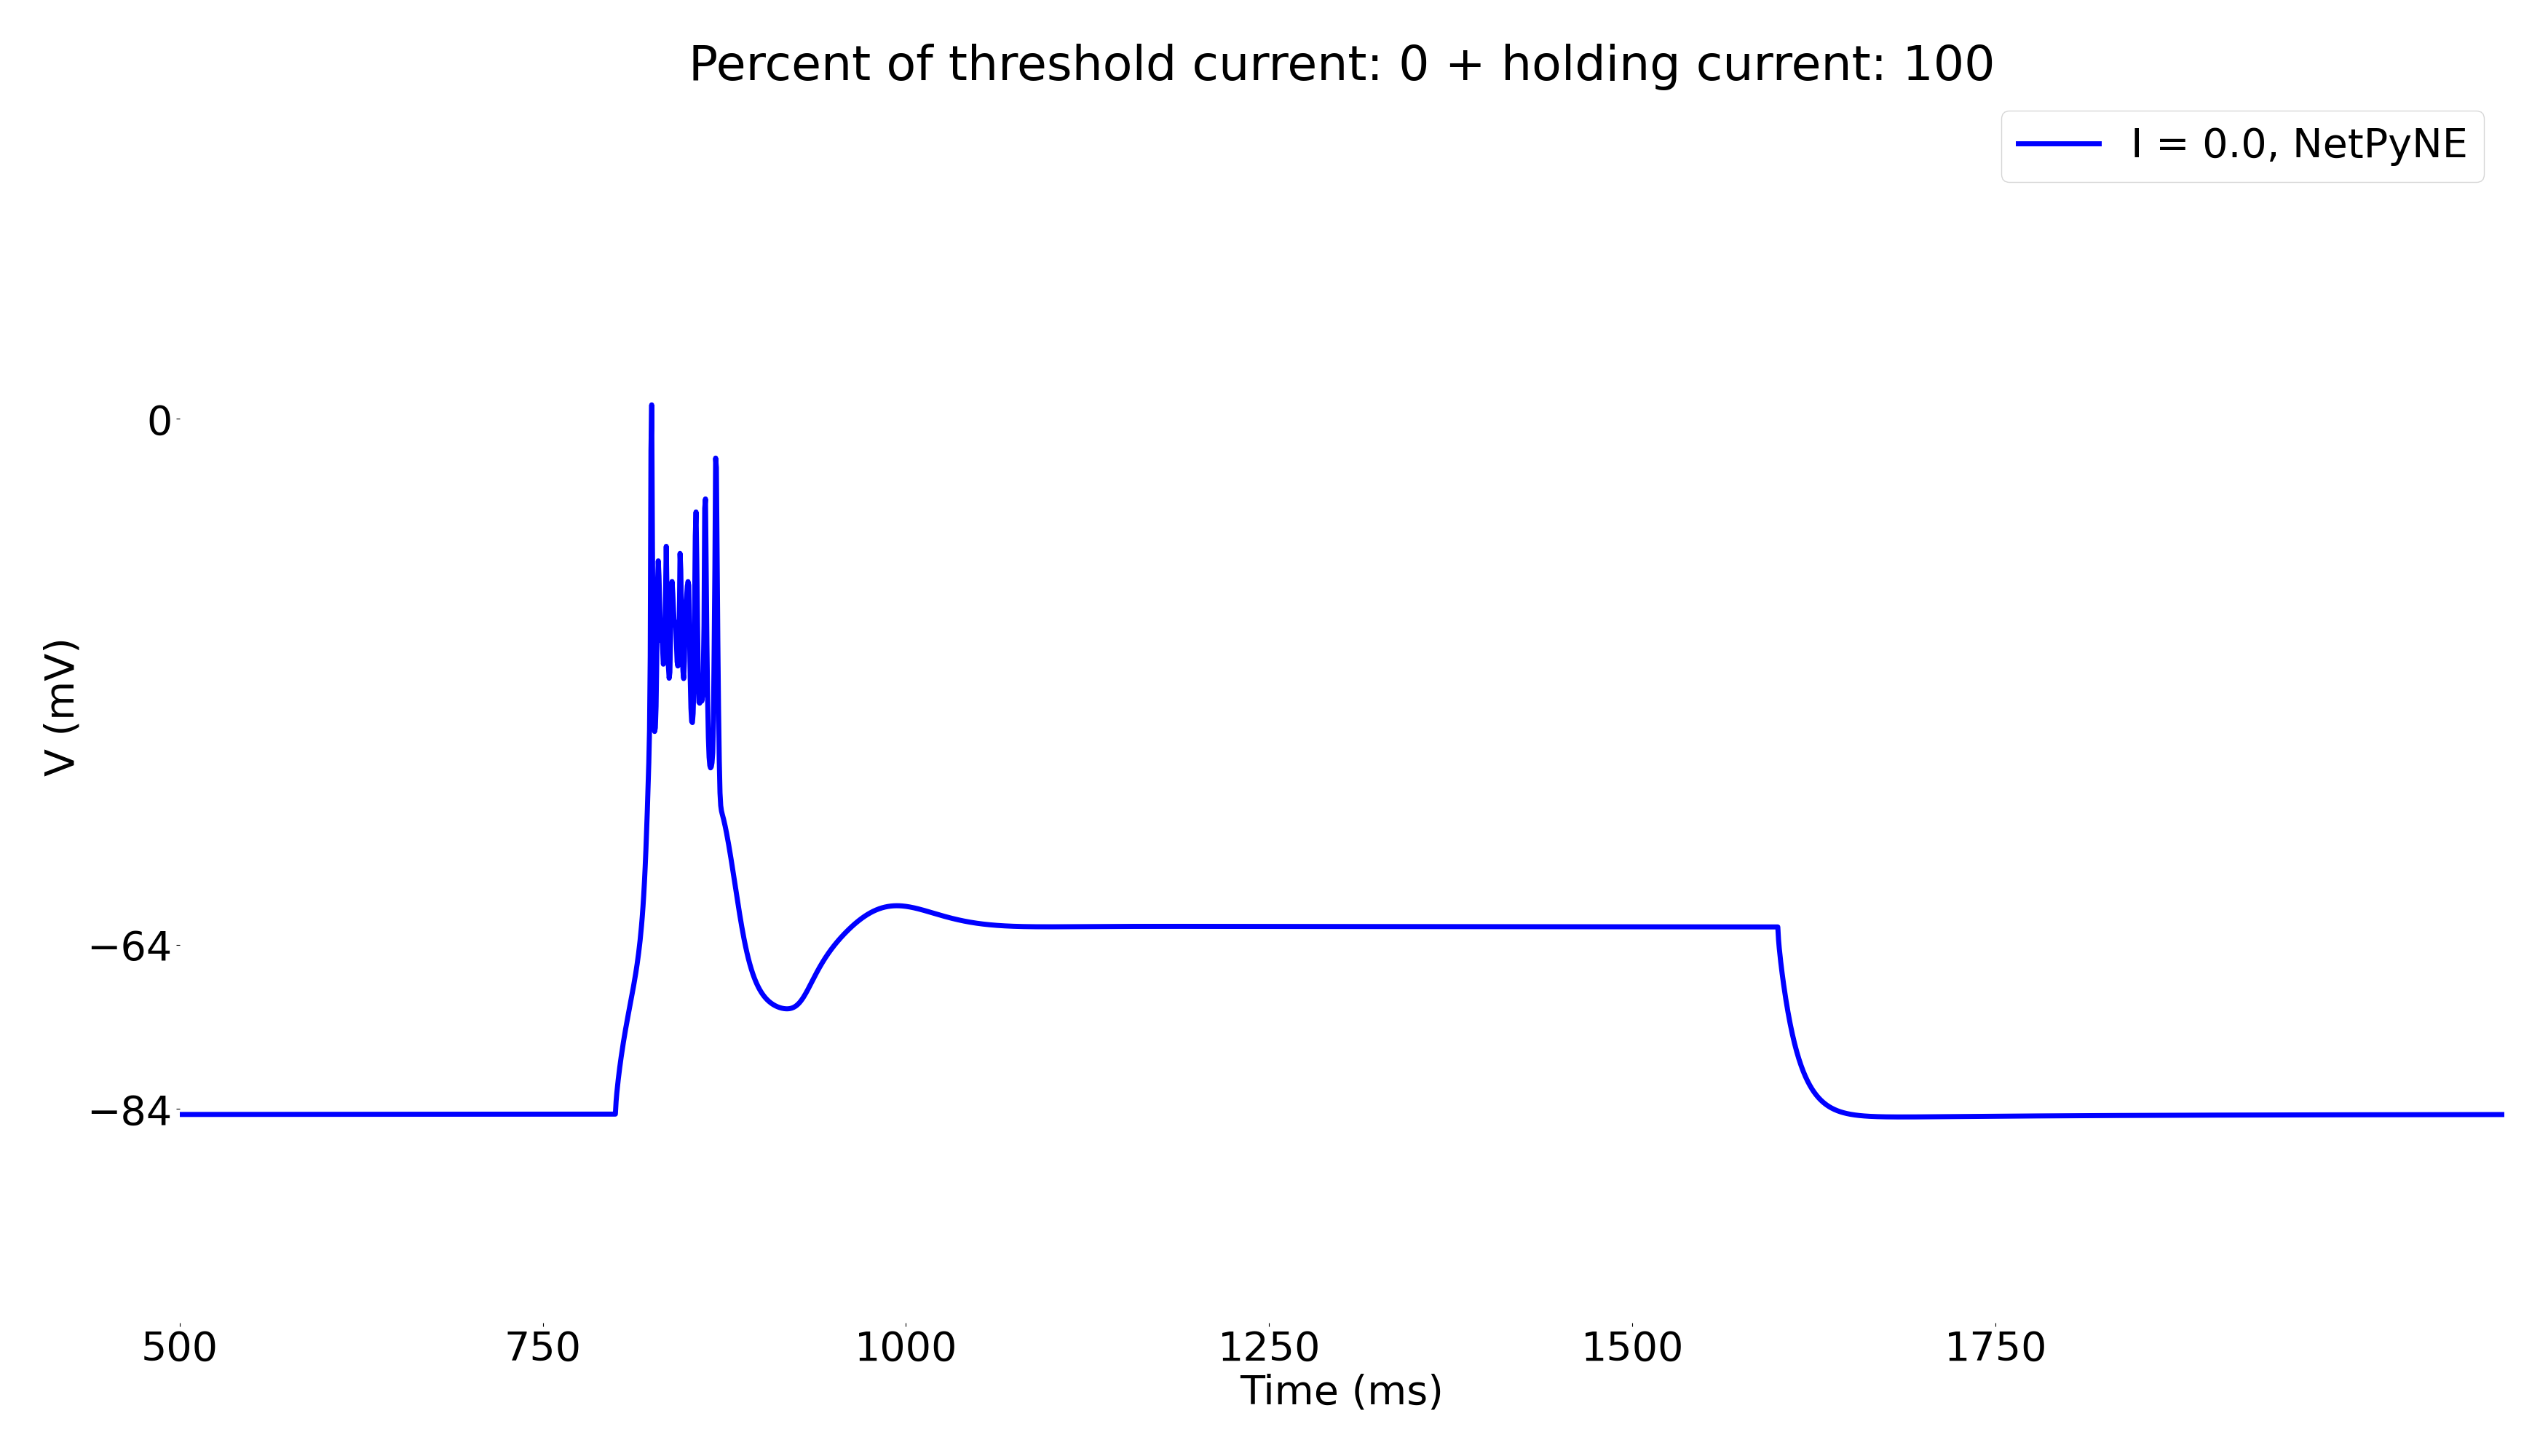 Percent of threshold current: 0 + holding current: 100
I = 0.0, NetPyNE
0
V (mV)
−64
−84
500 750 1000 1250 1500 1750
Time (ms)